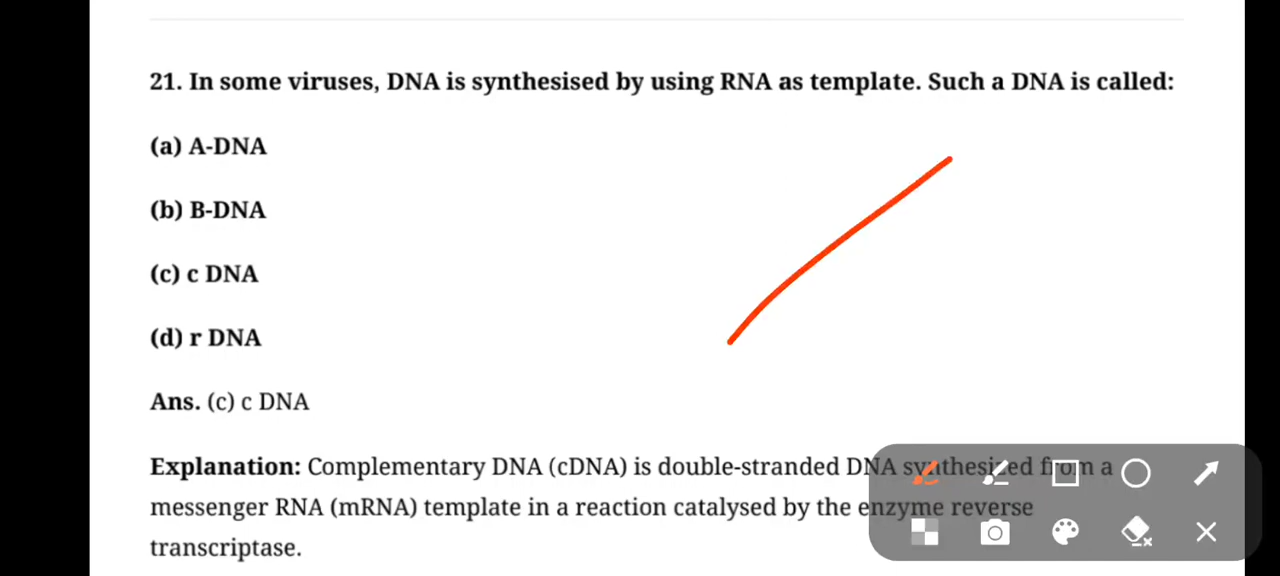 21. In some viruses, DNA is synthesised by using RNA as template. Such a DNA is called:
(a) A-DNA
(b) B-DNA
(c) c DNA
(d) r DNA
Ans. (c) c DNA
Explanation: Complementary DNA (cDNA) is double-stranded DNA synthesized from a
messenger RNA (mRNA) template in a reaction catalysed by the enzyme reverse
transcriptase.